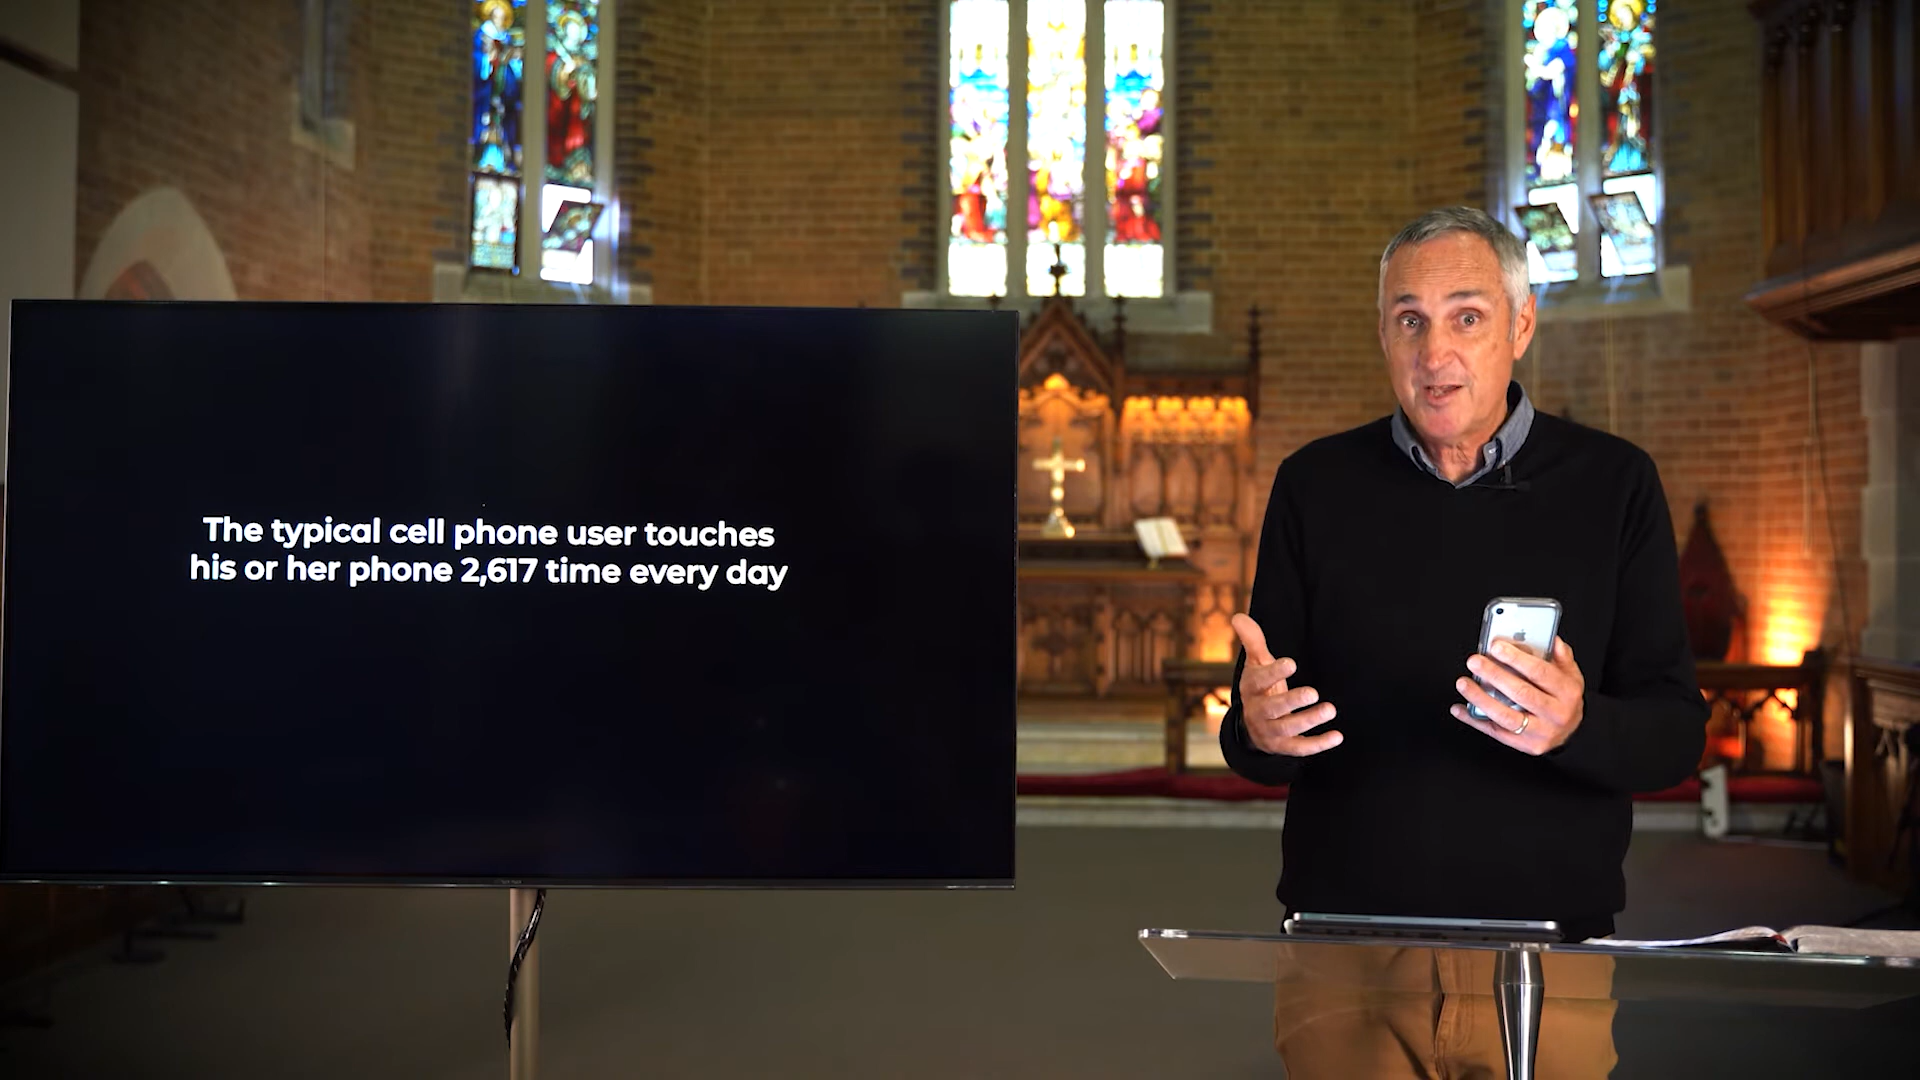 The typical cell phone user touches
his or her phone 2,617 time every day